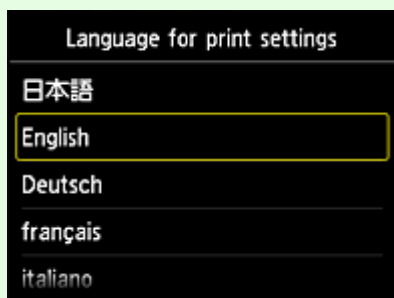 Language for print settings
日本語
English
Deutsch
français
italiano